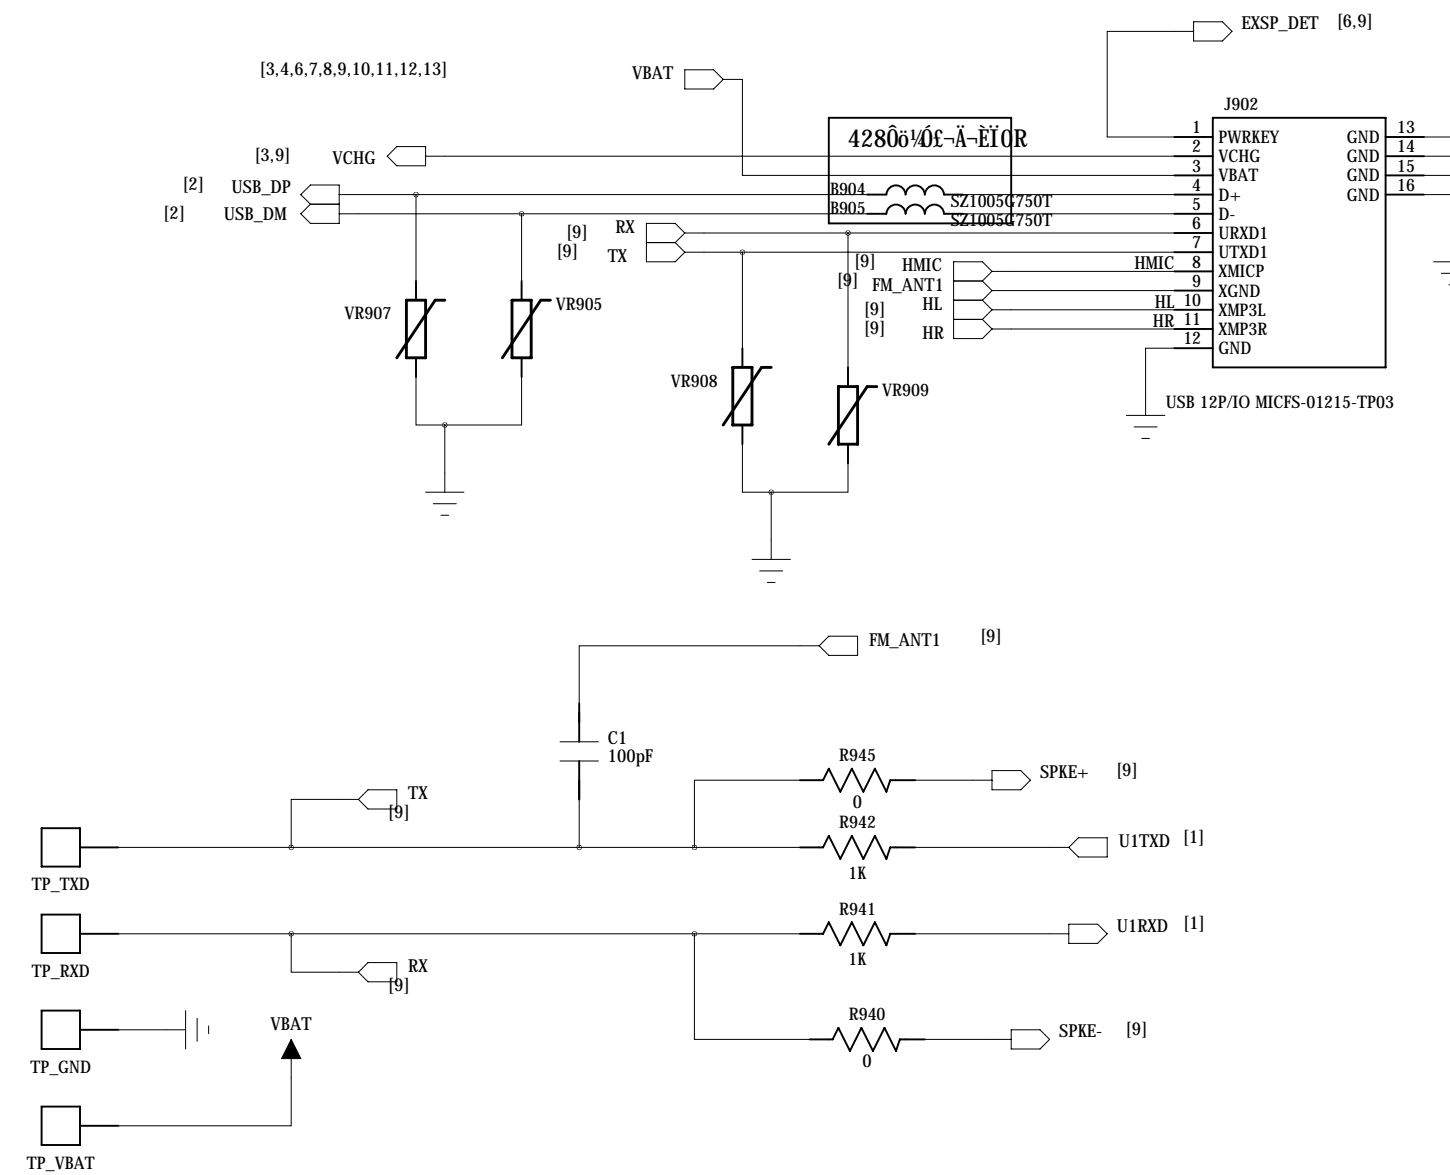 EXSP_DET [6,9]
[3,4,6,7,8,9,10,11,12,13]
VBAT
J902
4280Ôö¼Ó£¬Ä¬ÈÏ0R
[3,9] VCHG
[2] USB_DP
[2] USB_DM
B904
SZ1005G750T
B905
SZ1005G750T
[9] RX
[9] TX
[9] HMIC
[9] FM_ANT1
[9] HL
[9] HR
HMIC
HL
HR
1 PWRKEY
2 VCHG
3 VBAT
4 D+
5 D-
6 URXD1
7 UTXD1
8 XMICP
9 XGND
10 XMP3L
11 XMP3R
12 GND
GND 13
GND 14
GND 15
GND 16
USB 12P/IO MICFS-01215-TP03
VR907
VR905
VR908
VR909
FM_ANT1 [9]
C1
100pF
R945
0
SPKE+ [9]
TX
[9]
R942
1K
U1TXD [1]
TP_TXD
R941
1K
U1RXD [1]
TP_RXD
RX
[9]
R940
0
SPKE- [9]
TP_GND
VBAT
TP_VBAT